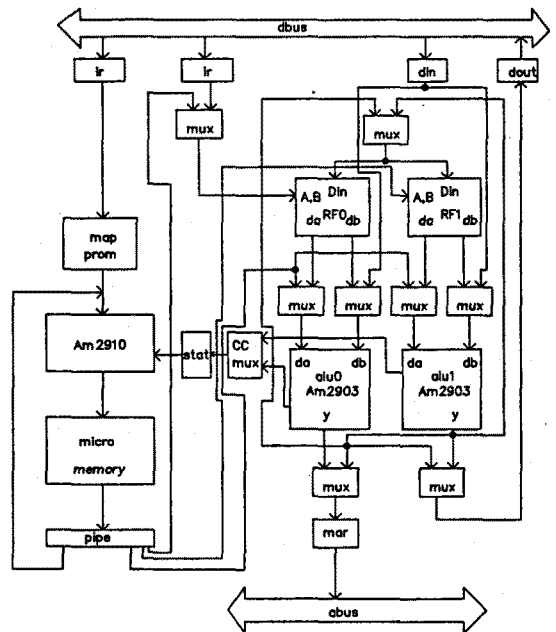 dbus
ir
ir
din
dout
mux
mux
A,B Din
RF0
da db
A,B Din
RF1
da db
map
prom
mux
mux
mux
mux
Am2910
stat
CC
mux
da db
alu0
Am2903
y
da db
alu1
Am2903
y
micro
memory
mux
mux
pipe
mar
abus